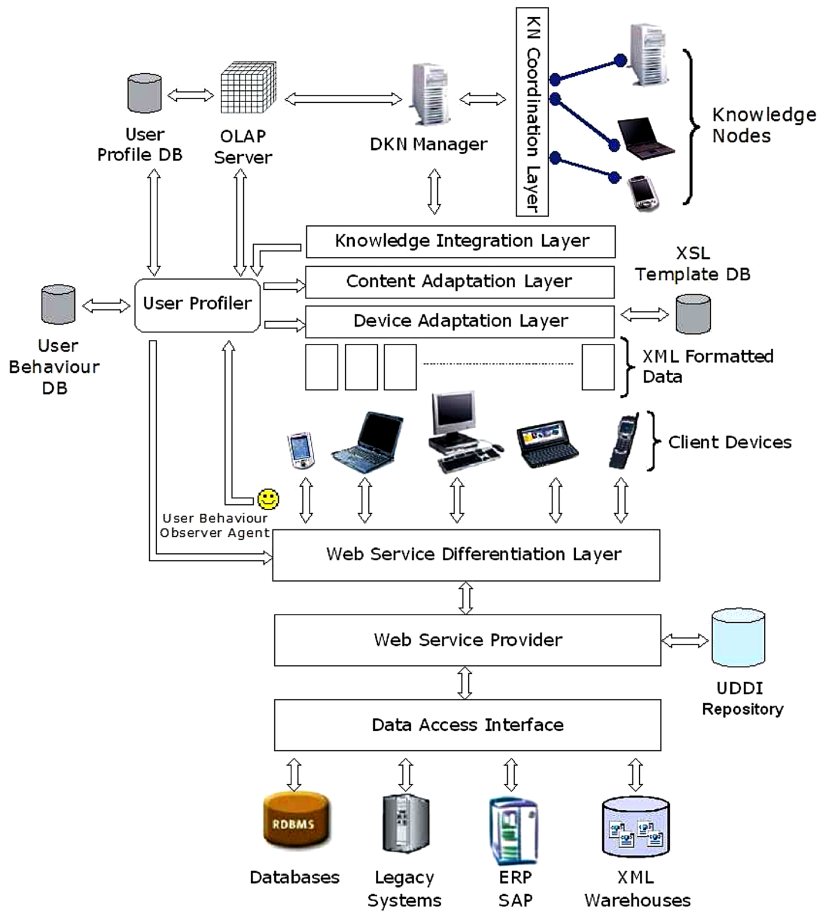 KN Coordination Layer
Knowledge
Nodes
User
Profile DB
OLAP
Server
DKN Manager
Knowledge Integration Layer
XSL
Template DB
Content Adaptation Layer
User Profiler
Device Adaptation Layer
User
Behaviour
DB
XML Formatted
Data
Client Devices
User Behaviour
Observer Agent
Web Service Differentiation Layer
Web Service Provider
UDDI
Repository
Data Access Interface
RDBMS
Databases
Legacy
Systems
ERP
SAP
XML
Warehouses